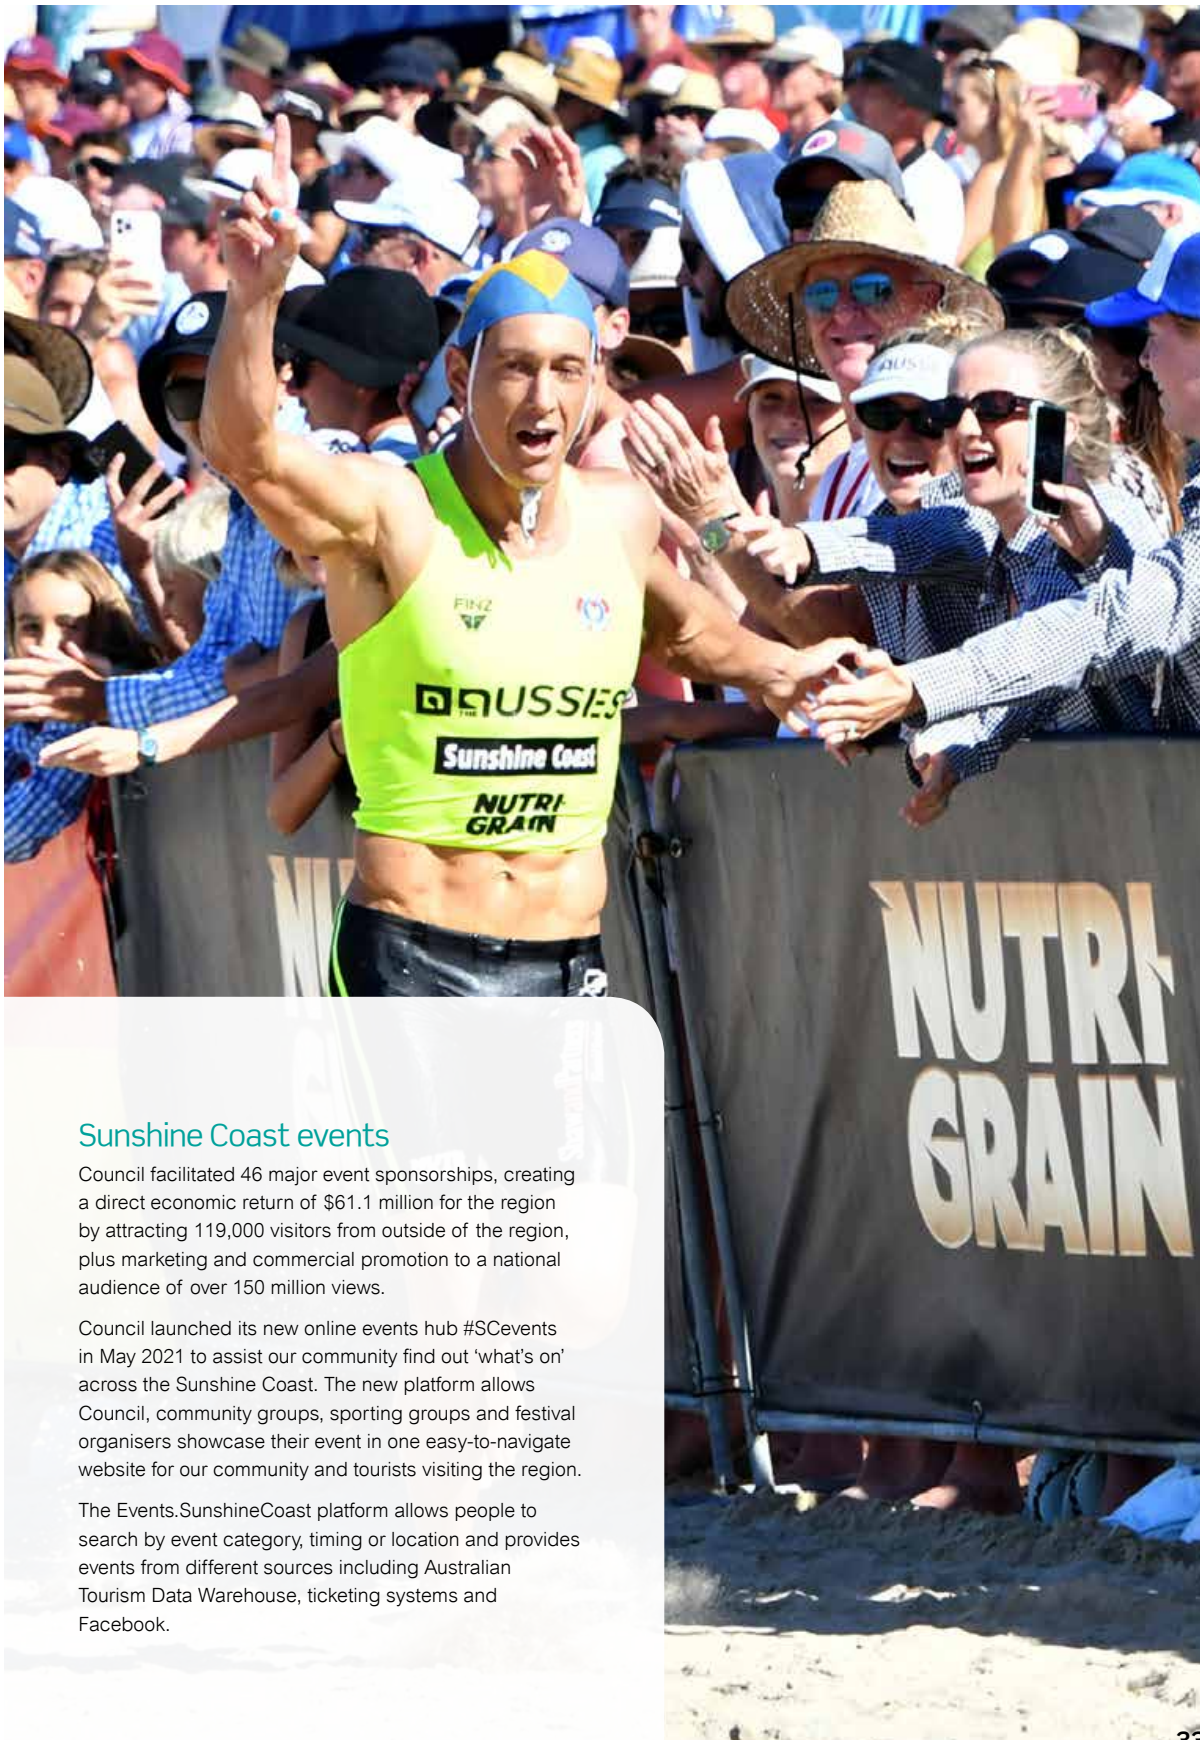 AUSSIE
FINZ
THE AUSSIES
Sunshine Coast
NUTRI-
GRAIN
NUTRI-
GRAIN
Sunshine Coast events
Council facilitated 46 major event sponsorships, creating
a direct economic return of $61.1 million for the region
by attracting 119,000 visitors from outside of the region,
plus marketing and commercial promotion to a national
audience of over 150 million views.
Council launched its new online events hub #SCevents
in May 2021 to assist our community find out ‘what’s on’
across the Sunshine Coast. The new platform allows
Council, community groups, sporting groups and festival
organisers showcase their event in one easy-to-navigate
website for our community and tourists visiting the region.
The Events.SunshineCoast platform allows people to
search by event category, timing or location and provides
events from different sources including Australian
Tourism Data Warehouse, ticketing systems and
Facebook.